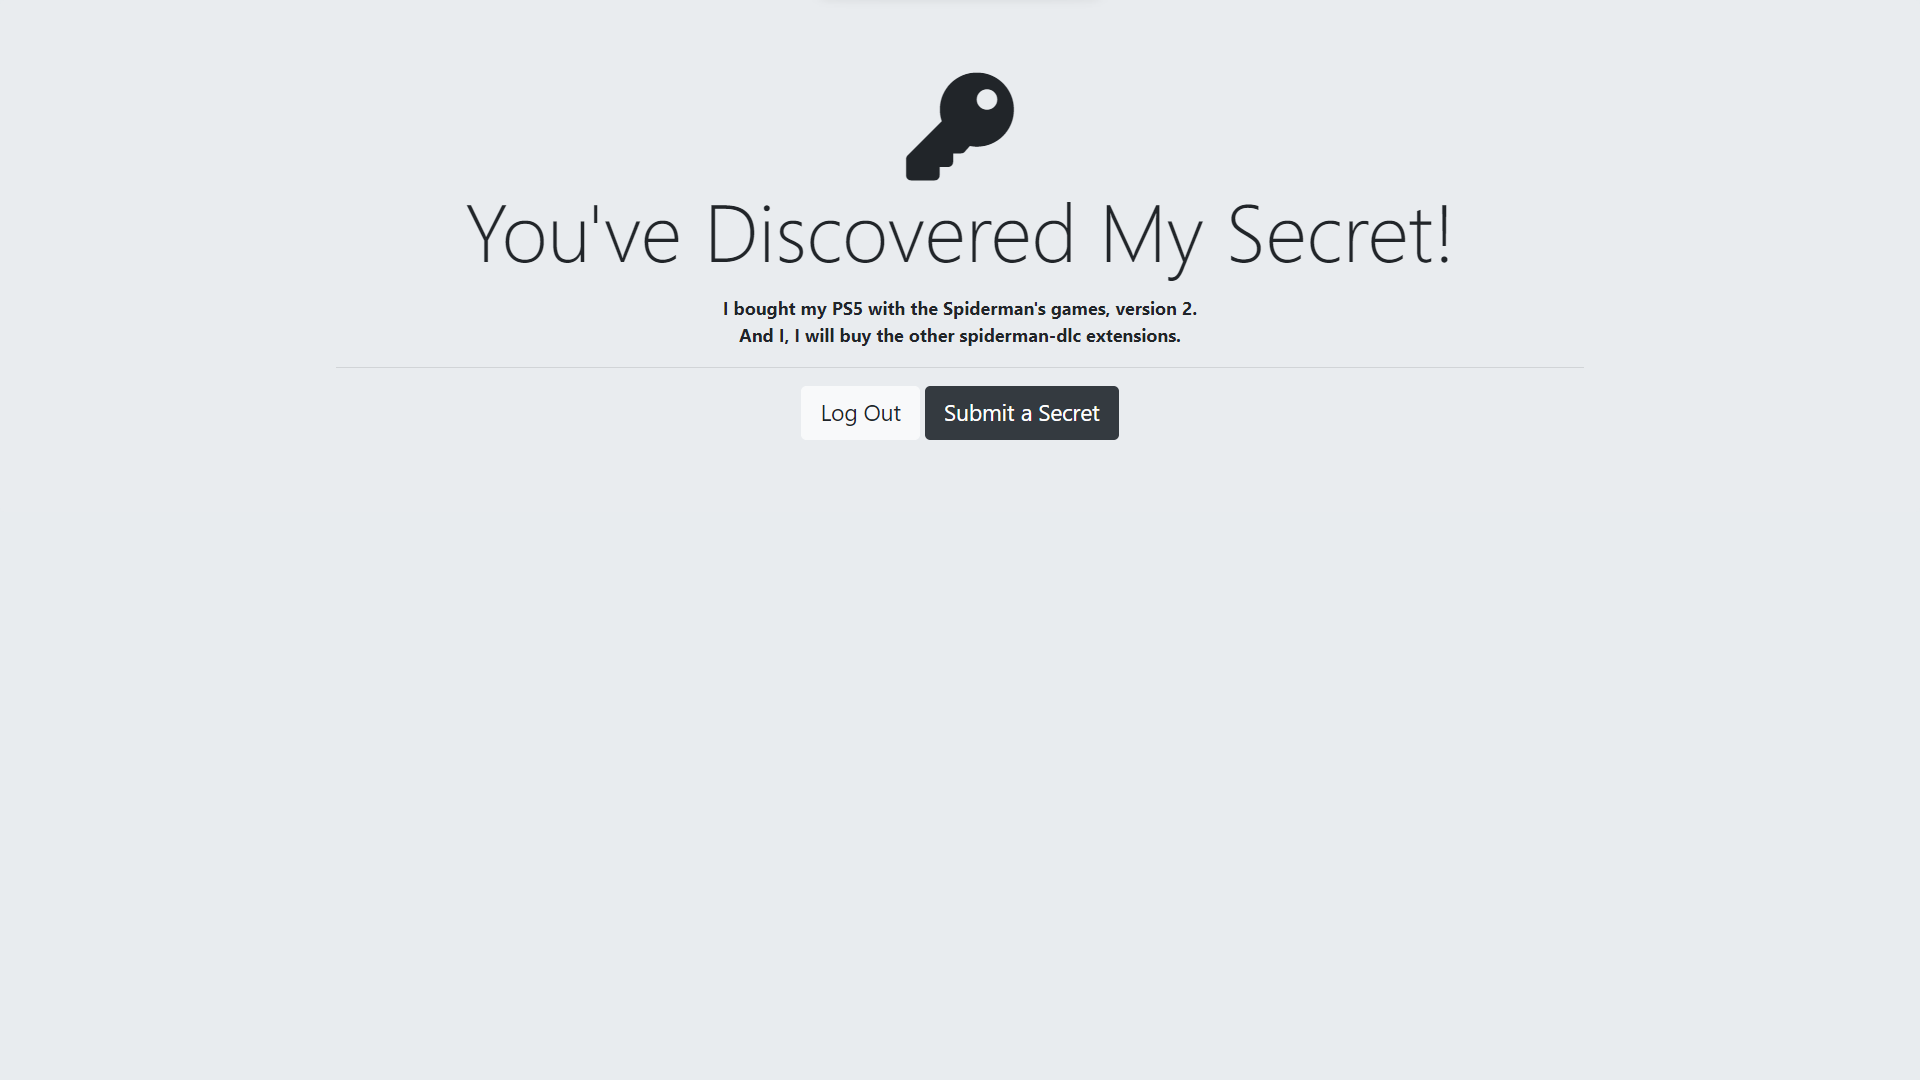 You've Discovered My Secret!
I bought my PS5 with the Spiderman's games, version 2.
And I, I will buy the other spiderman-dlc extensions.
Log Out
Submit a Secret